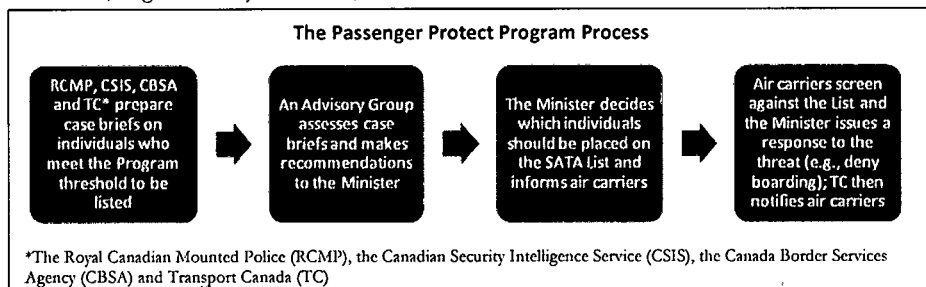 The Passenger Protect Program Process
RCMP, CSIS, CBSA
and TC* prepare
case briefs on
individuals who
meet the Program
threshold to be
listed
An Advisory Group
assesses case
briefs and makes
recommendations
to the Minister
The Minister decides
which individuals
should be placed on
the SATA List and
informs air carriers
Air carriers screen
against the List and
the Minister issues a
response to the
threat (e.g., deny
boarding); TC then
notifies air carriers
*The Royal Canadian Mounted Police (RCMP), the Canadian Security Intelligence Service (CSIS), the Canada Border Services
Agency (CBSA) and Transport Canada (TC)